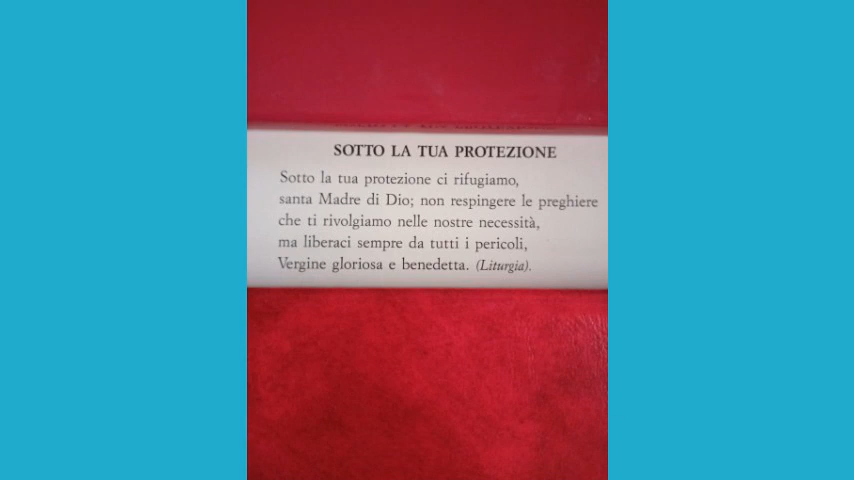 SOTTO LA TUA PROTEZIONE
Sotto la tua protezione ci rifugiamo,
santa Madre di Dio; non respingere le preghiere
che ti rivolgiamo nelle nostre necessità,
ma liberaci sempre da tutti i pericoli,
Vergine gloriosa e benedetta. (Liturgia).